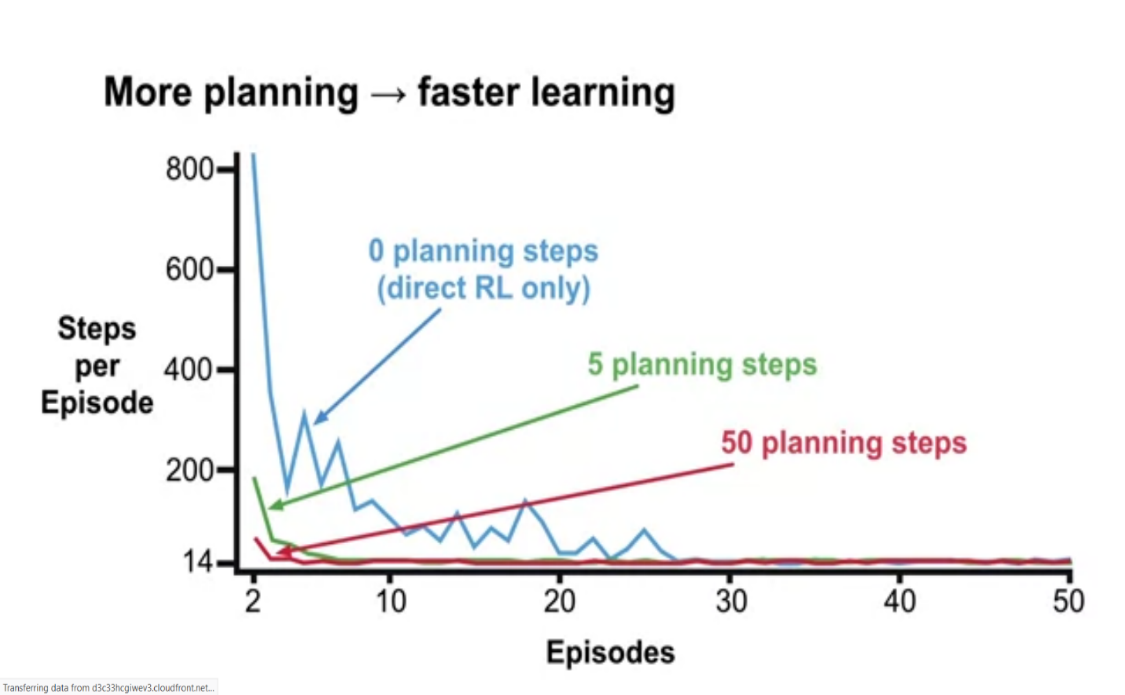 More planning → faster learning
800
600
400
200
14
Steps
per
Episode
0 planning steps
(direct RL only)
5 planning steps
50 planning steps
2 10 20 30 40 50
Episodes
Transferring data from d3c33hcgiwev3.cloudfront.net...